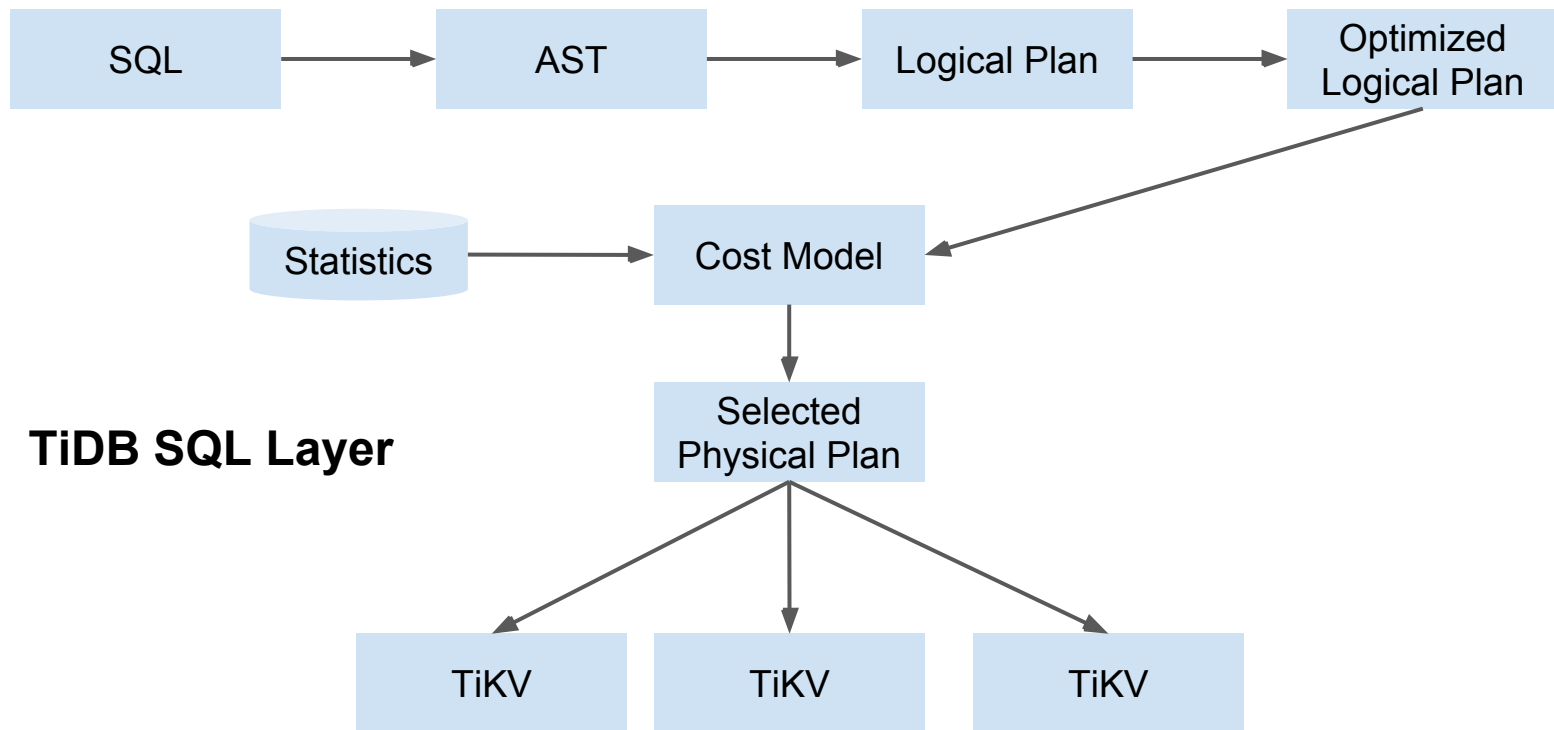 SQL
AST
Logical Plan
Optimized
Logical Plan
Statistics
Cost Model
Selected
Physical Plan
TiDB SQL Layer
TiKV
TiKV
TiKV